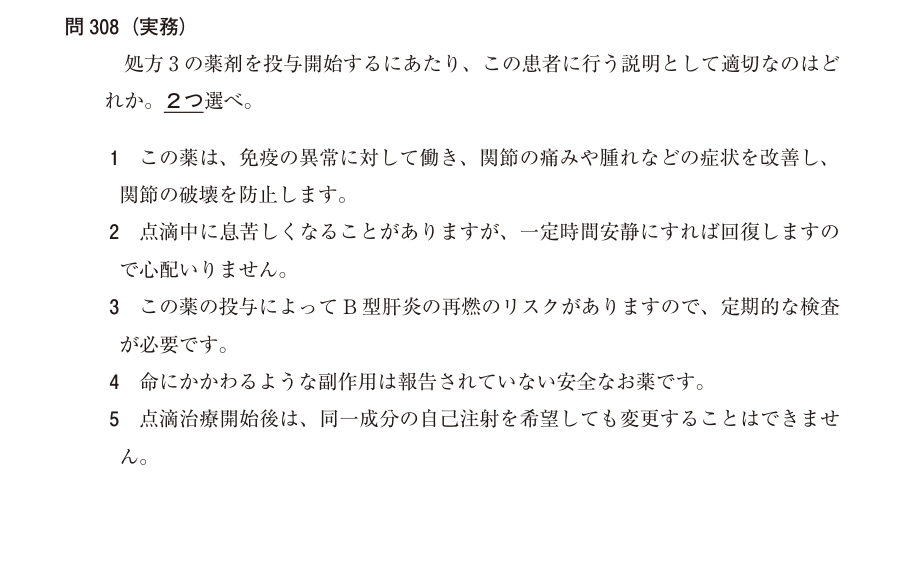 問 308（実務）
処方３の薬剤を投与開始するにあたり、この患者に行う説明として適切なのはど
れか。２つ選べ。
1 この薬は、免疫の異常に対して働き、関節の痛みや腫れなどの症状を改善し、
関節の破壊を防止します。
2 点滴中に息苦しくなることがありますが、一定時間安静にすれば回復しますの
で心配いりません。
3 この薬の投与によってＢ型肝炎の再燃のリスクがありますので、定期的な検査
が必要です。
4 命にかかわるような副作用は報告されていない安全なお薬です。
5 点滴治療開始後は、同一成分の自己注射を希望しても変更することはできませ
ん。